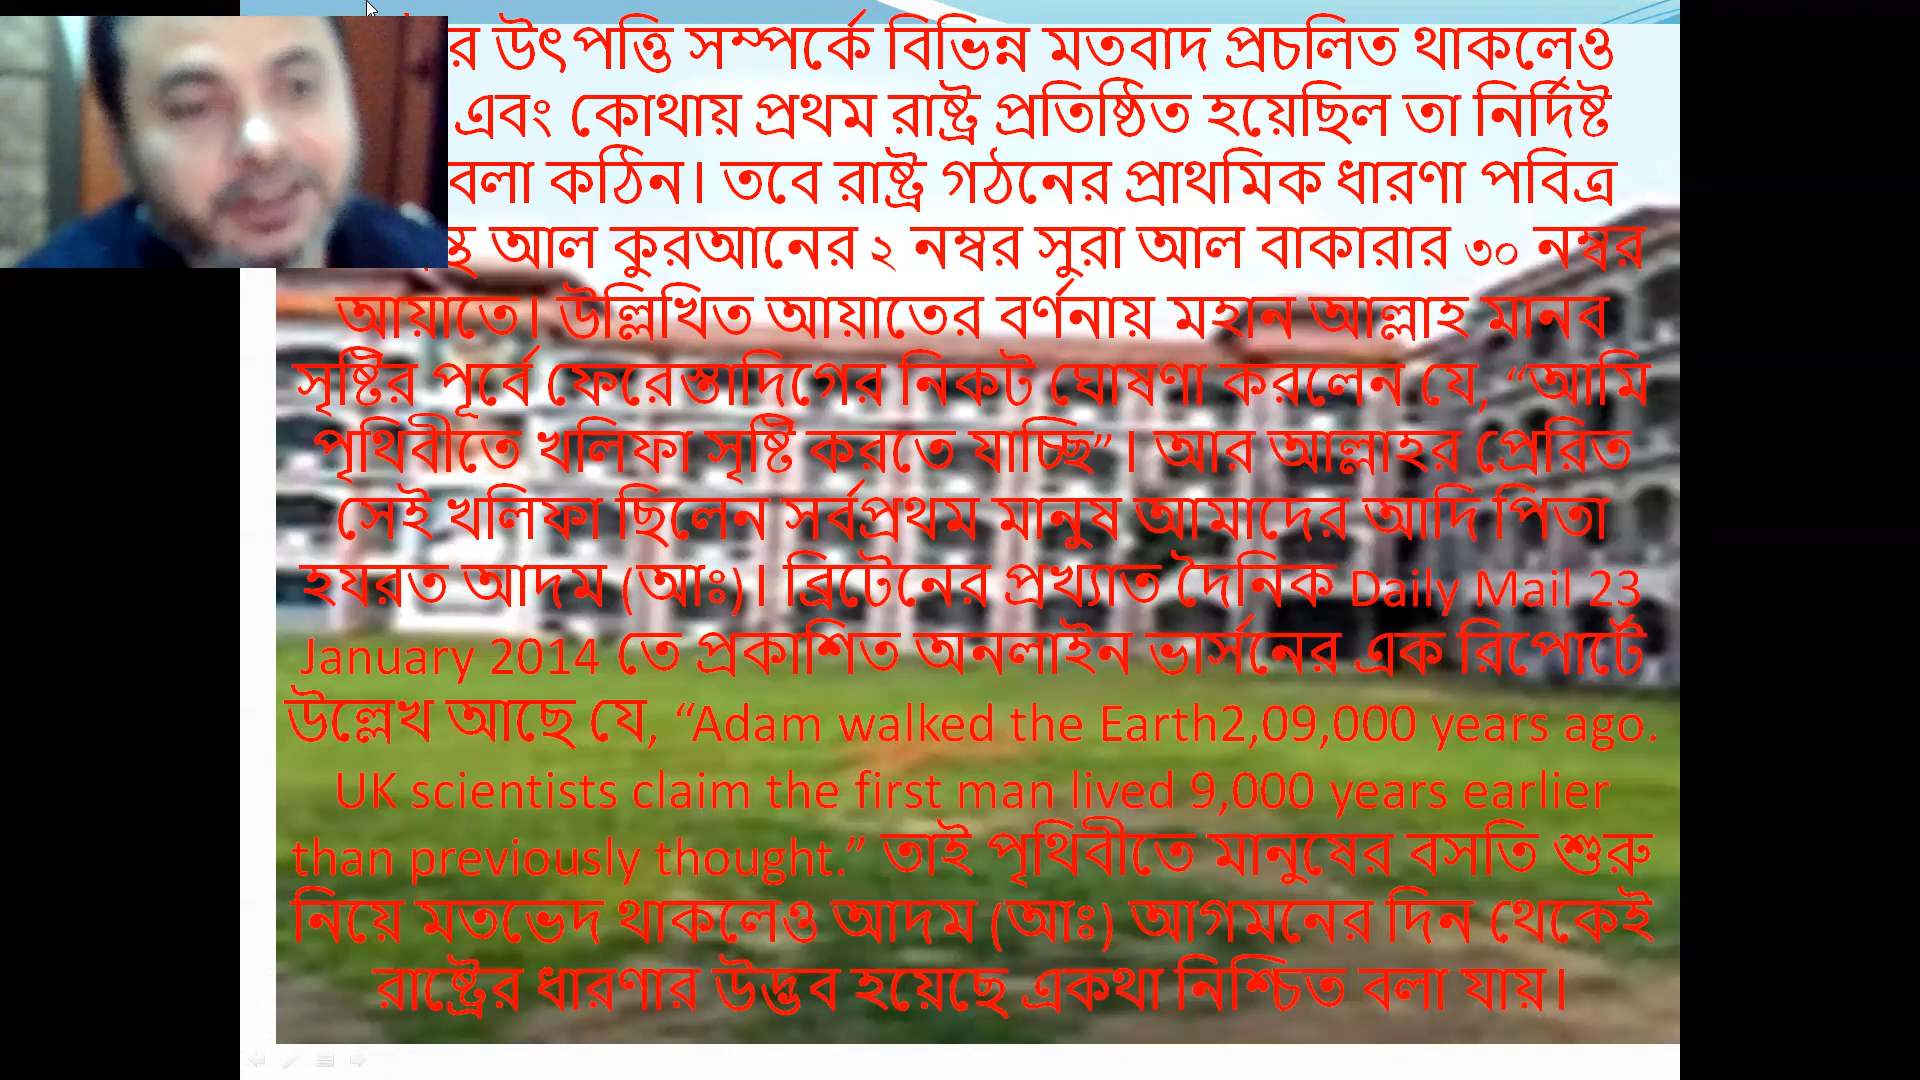 র উৎপত্তি সম্পর্কে বিভিন্ন মতবাদ প্রচলিত থাকলেও
এবং কোথায় প্রথম রাষ্ট্র প্রতিষ্ঠিত হয়েছিল তা নির্দিষ্ট
বলা কঠিন। তবে রাষ্ট্র গঠনের প্রাথমিক ধারণা পবিত্র
আল কুরআনের ২ নম্বর সুরা আল বাকারার ৩০ নম্বর
আয়াতে। উল্লিখিত আয়াতের বর্ণনায় মহান আল্লাহ মানব
সৃষ্টির পূর্বে ফেরেস্তাদিগের নিকট ঘোষণা করলেন যে, “আমি
পৃথিবীতে খলিফা সৃষ্টি করতে যাচ্ছি”। আর আল্লাহর প্রেরিত
সেই খলিফা ছিলেন সর্বপ্রথম মানুষ আমাদের আদি পিতা
হযরত আদম (আঃ)। ব্রিটেনের প্রখ্যাত দৈনিক Daily Mail 23
January 2014 তে প্রকাশিত অনলাইন ভার্সনের এক রিপোর্টে
উল্লেখ আছে যে, “Adam walked the Earth2,09,000 years ago.
UK scientists claim the first man lived 9,000 years earlier
than previously thought.” তাই পৃথিবীতে মানুষের বসতি শুরু
নিয়ে মতভেদ থাকলেও আদম (আঃ) আগমনের দিন থেকেই
রাষ্ট্রের ধারণার উদ্ভব হয়েছে একথা নিশ্চিত বলা যায়।